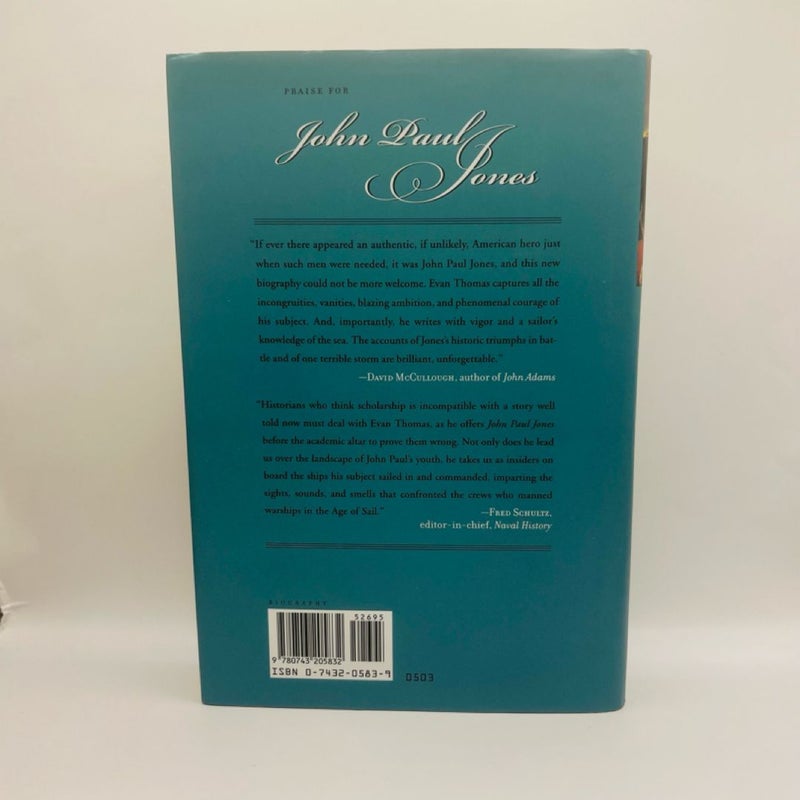 PRAISE FOR
John Paul
Jones
“If ever there appeared an authentic, if unlikely, American hero just
when such men were needed, it was John Paul Jones, and this new
biography could not be more welcome. Evan Thomas captures all the
incongruities, vanities, blazing ambition, and phenomenal courage of
his subject. And, importantly, he writes with vigor and a sailor’s
knowledge of the sea. The accounts of Jones’s historic triumphs in bat-
tle and of one terrible storm are brilliant, unforgettable.”
—DAVID MCCULLOUGH, author of John Adams
“Historians who think scholarship is incompatible with a story well
told now must deal with Evan Thomas, as he offers John Paul Jones
before the academic altar to prove them wrong. Not only does he lead
us over the landscape of John Paul’s youth, he takes us as insiders on
board the ships his subject sailed in and commanded, imparting the
sights, sounds, and smells that confronted the crews who manned
warships in the Age of Sail.”
—FRED SCHULTZ,
editor-in-chief, Naval History
BIOGRAPHY
52695
9 780743 205832
ISBN 0-7432-0583-9
0503